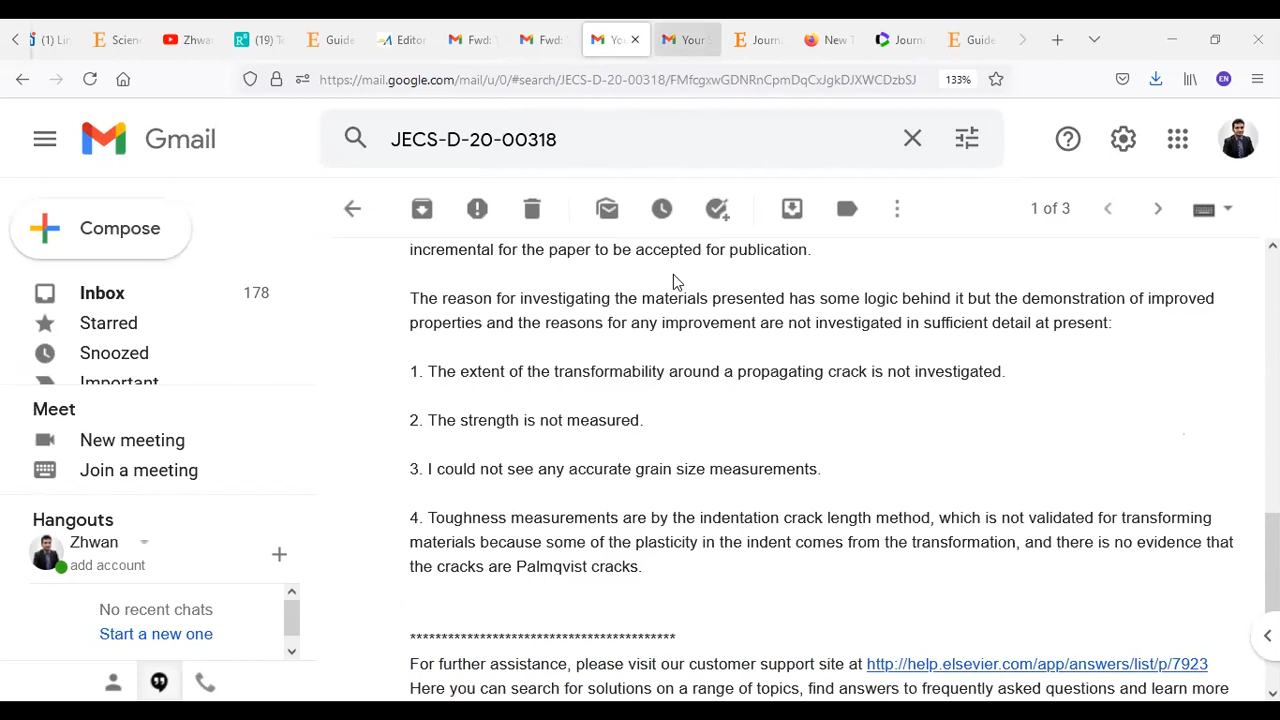 (1) Lin
Scienc
Zhwa
(19) Te
Guide
Editor
Fwd: T
Fwd:
You
Your S
Journa
New T
Journa
Guide
https://mail.google.com/mail/u/0/#search/JECS-D-20-00318/FMfcgxwGDNRnCpmDqCxJgkDJXWCDzbSJ
133%
EN
Gmail
JECS-D-20-00318
Compose
1 of 3
Inbox 178
Starred
Snoozed
Important
Meet
New meeting
Join a meeting
Hangouts
Zhwan
add account
No recent chats
Start a new one
incremental for the paper to be accepted for publication.
The reason for investigating the materials presented has some logic behind it but the demonstration of improved
properties and the reasons for any improvement are not investigated in sufficient detail at present:
1. The extent of the transformability around a propagating crack is not investigated.
2. The strength is not measured.
3. I could not see any accurate grain size measurements.
4. Toughness measurements are by the indentation crack length method, which is not validated for transforming
materials because some of the plasticity in the indent comes from the transformation, and there is no evidence that
the cracks are Palmqvist cracks.
******************************************
For further assistance, please visit our customer support site at http://help.elsevier.com/app/answers/list/p/7923
Here you can search for solutions on a range of topics, find answers to frequently asked questions and learn more